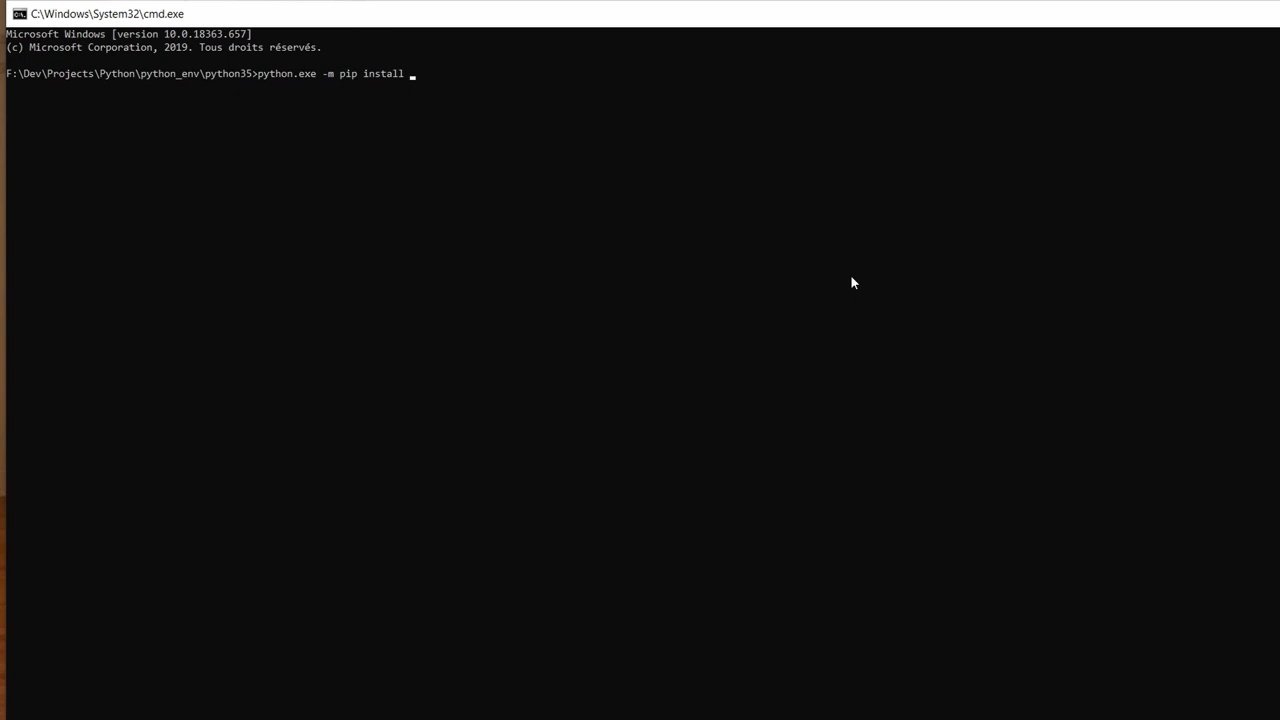 C:\Windows\System32\cmd.exe
Microsoft Windows [version 10.0.18363.657]
(c) Microsoft Corporation, 2019. Tous droits réservés.
F:\Dev\Projects\Python\python_env\python35>python.exe -m pip install _